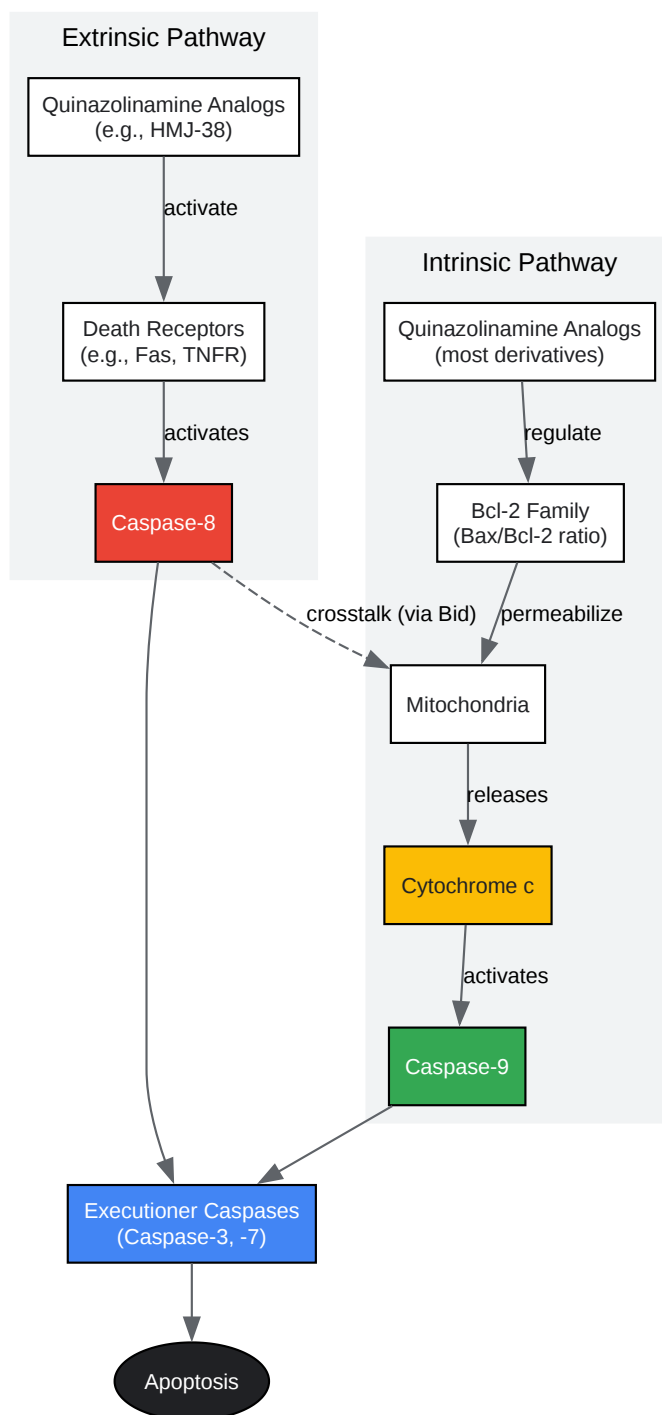 Extrinsic Pathway
Quinazolinamine Analogs
(e.g., HMJ-38)
activate
Death Receptors
(e.g., Fas, TNFR)
activates
Caspase-8
Intrinsic Pathway
Quinazolinamine Analogs
(most derivatives)
regulate
Bcl-2 Family
(Bax/Bcl-2 ratio)
crosstalk (via Bid)
permeabilize
Mitochondria
releases
Cytochrome c
activates
Caspase-9
Executioner Caspases
(Caspase-3, -7)
Apoptosis